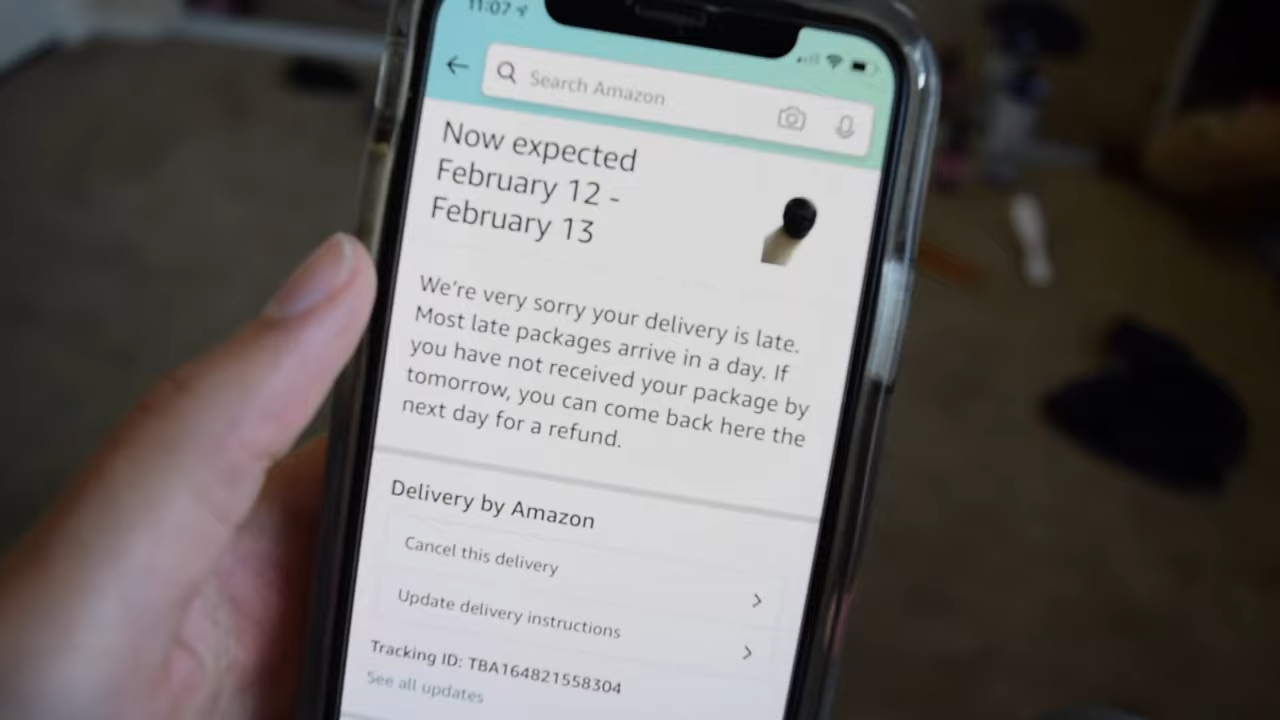 11:07
Search Amazon
Now expected
February 12 -
February 13
We're very sorry your delivery is late.
Most late packages arrive in a day. If
you have not received your package by
tomorrow, you can come back here the
next day for a refund.
Delivery by Amazon
Cancel this delivery
Update delivery instructions
Tracking ID: TBA164821558304
See all updates